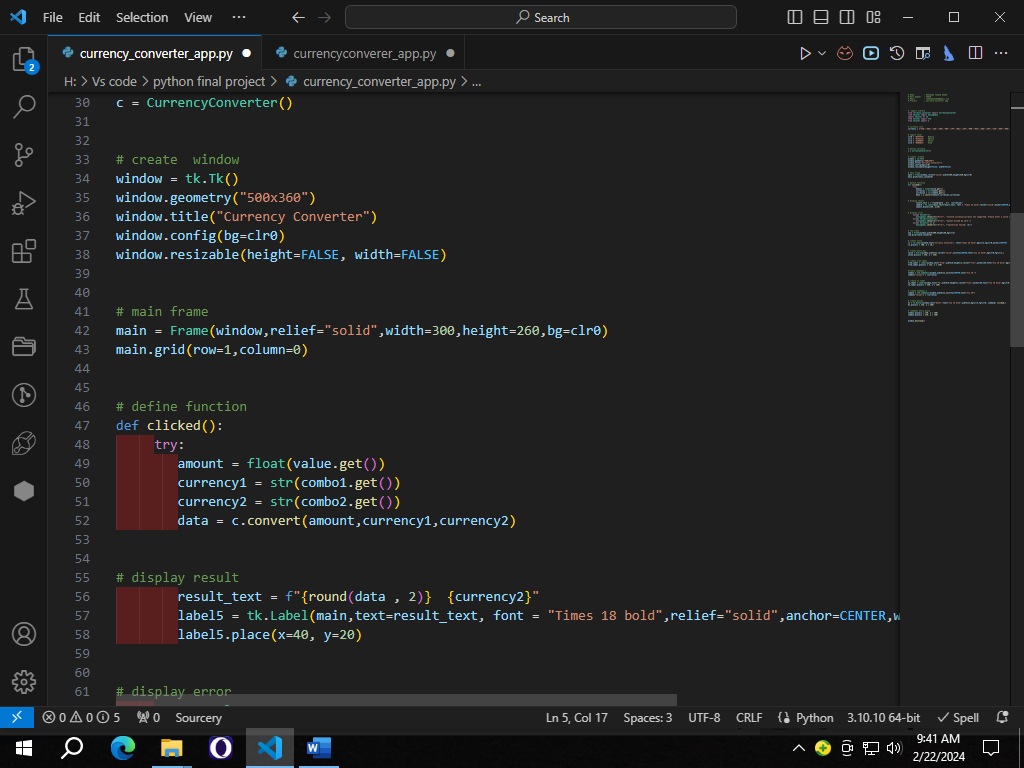 File Edit Selection View ··· Search
currency_converter_app.py currencyconverer_app.py
H: > Vs code > python final project > currency_converter_app.py > ...
2
30 c = CurrencyConverter()
31
32
33 # create  window
34 window = tk.Tk()
35 window.geometry("500x360")
36 window.title("Currency Converter")
37 window.config(bg=clr0)
38 window.resizable(height=FALSE, width=FALSE)
39
40
41 # main frame
42 main = Frame(window,relief="solid",width=300,height=260,bg=clr0)
43 main.grid(row=1,column=0)
44
45
46 # define function
47 def clicked():
48 try:
49 amount = float(value.get())
50 currency1 = str(combo1.get())
51 currency2 = str(combo2.get())
52 data = c.convert(amount,currency1,currency2)
53
54
55 # display result
56 result_text = f"{round(data , 2)}  {currency2}"
57 label5 = tk.Label(main,text=result_text, font = "Times 18 bold",relief="solid",anchor=CENTER,w
58 label5.place(x=40, y=20)
59
60
61 # display error
0 0 5 0 Sourcery Ln 5, Col 17 Spaces: 3 UTF-8 CRLF Python 3.10.10 64-bit Spell
9:41 AM
2/22/2024